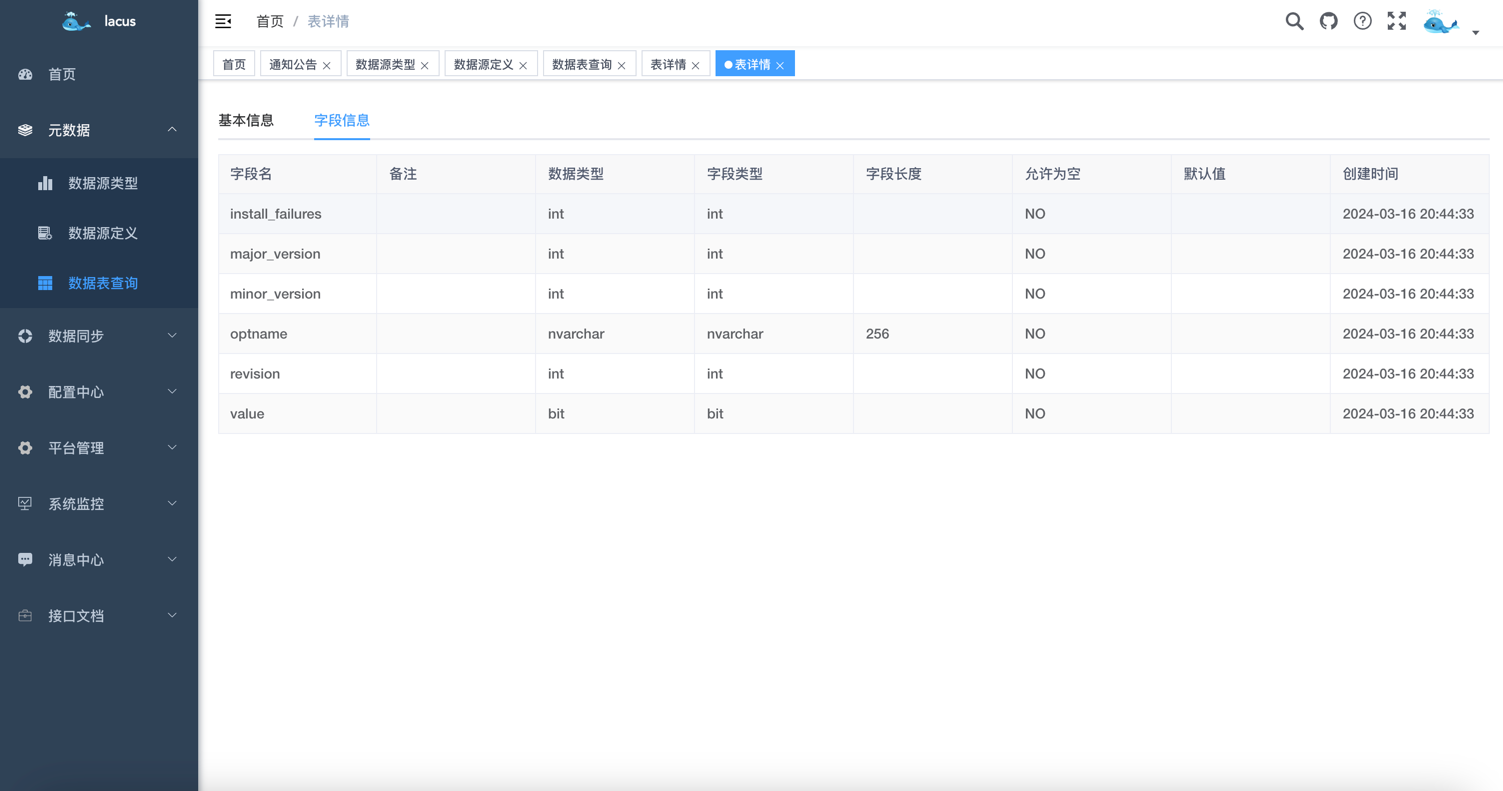 lacus
首页
元数据
数据源类型
数据源定义
数据表查询
数据同步
配置中心
平台管理
系统监控
消息中心
接口文档
首页 / 表详情
首页 通知公告 数据源类型 数据源定义 数据表查询 表详情 表详情
基本信息 字段信息
字段名 备注 数据类型 字段类型 字段长度 允许为空 默认值 创建时间
install_failures int int NO 2024-03-16 20:44:33
major_version int int NO 2024-03-16 20:44:33
minor_version int int NO 2024-03-16 20:44:33
optname nvarchar nvarchar 256 NO 2024-03-16 20:44:33
revision int int NO 2024-03-16 20:44:33
value bit bit NO 2024-03-16 20:44:33